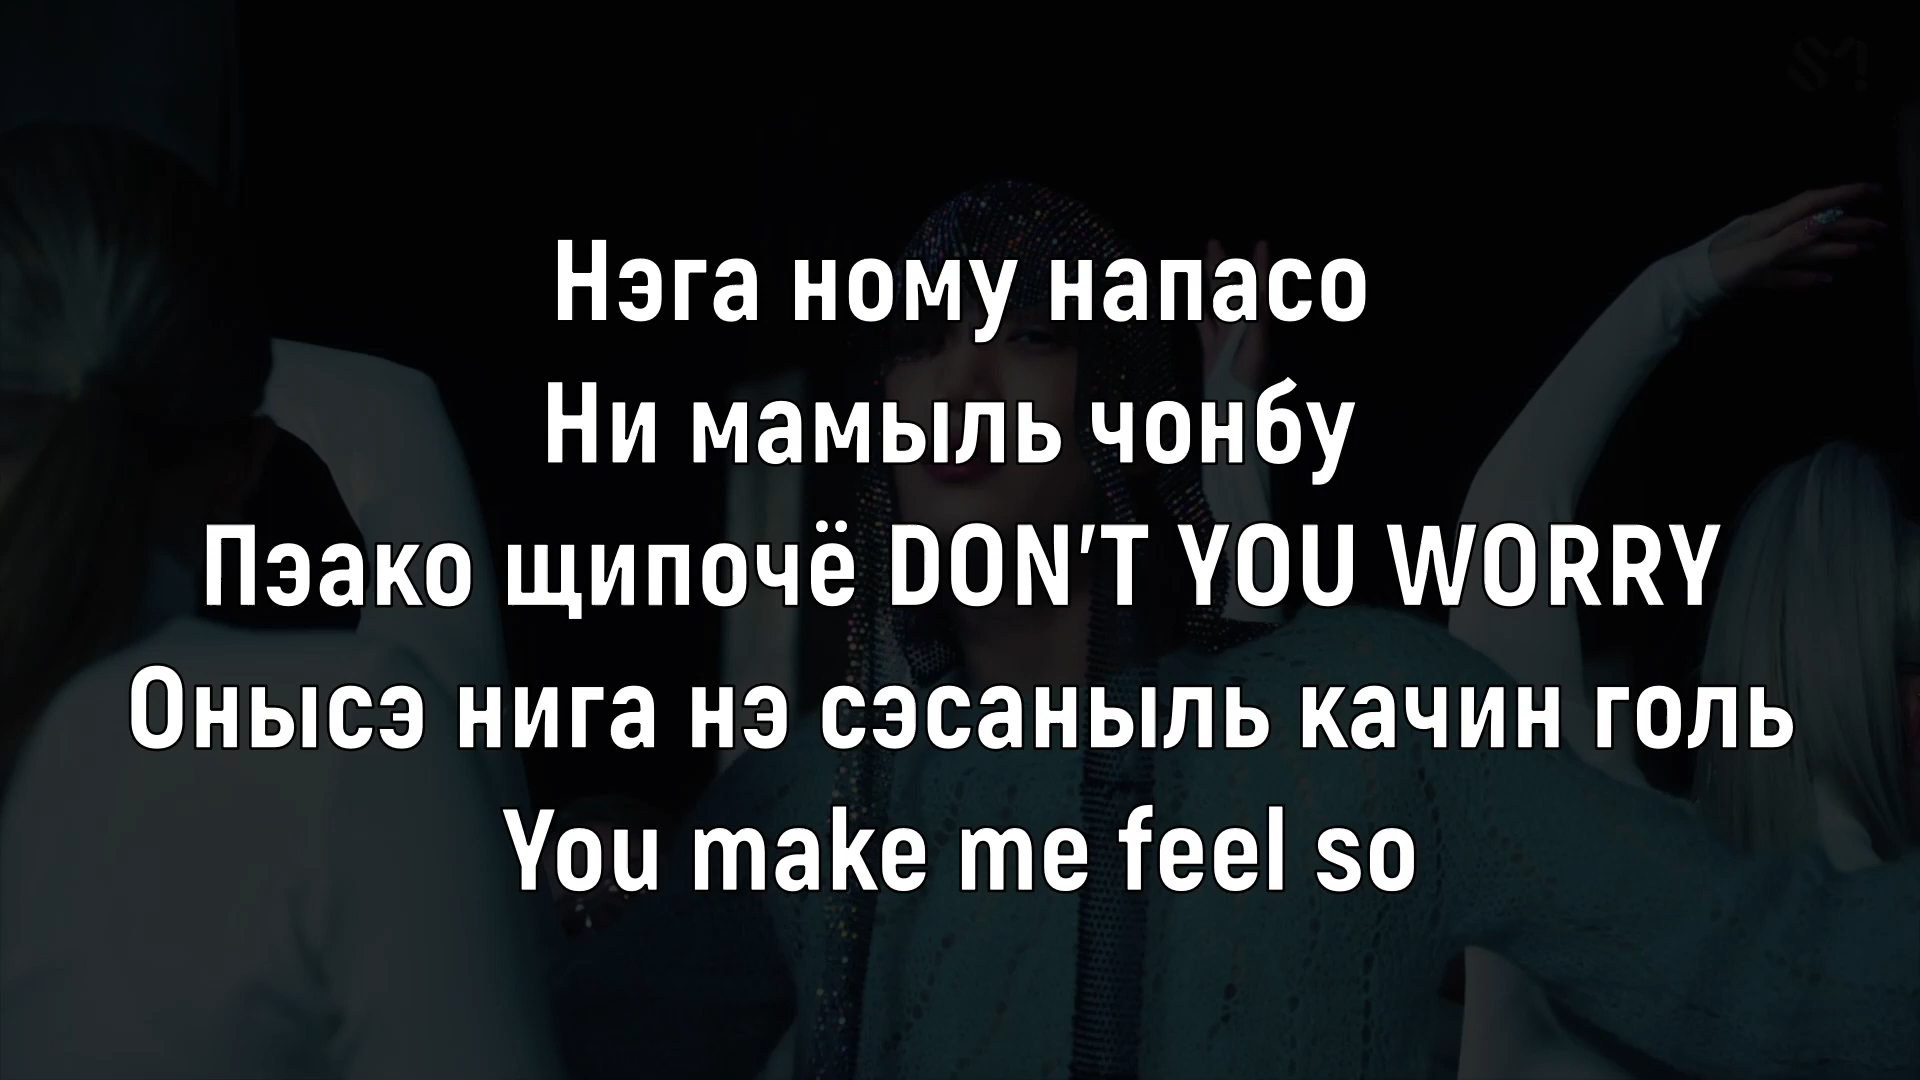 SM
Нэга ному напасо
Ни мамыль чонбу
Пэако щипочё DON'T YOU WORRY
Онысэ нига нэ сэсаныль качин голь
You make me feel so